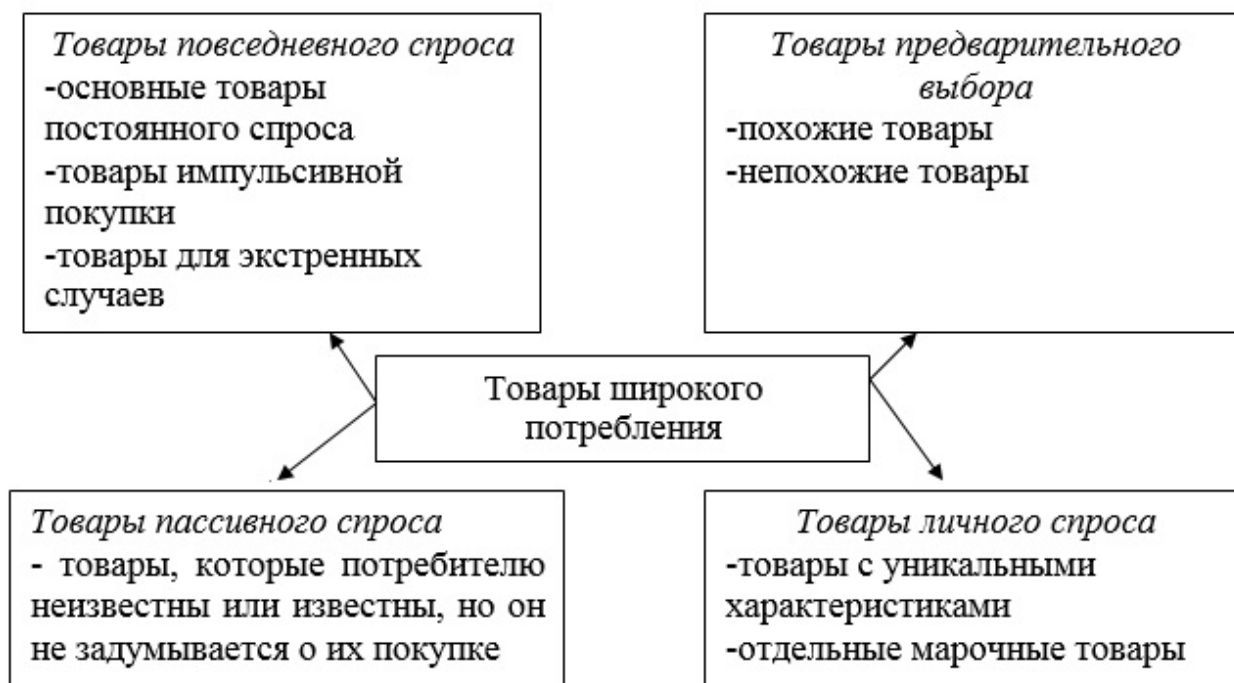 Товары повседневного спроса
-основные товары
постоянного спроса
-товары импульсивной
покупки
-товары для экстренных
случаев
Товары предварительного
выбора
-похожие товары
-непохожие товары
Товары широкого
потребления
Товары пассивного спроса
- товары, которые потребителю
неизвестны или известны, но он
не задумывается о их покупке
Товары личного спроса
-товары с уникальными
характеристиками
-отдельные марочные товары